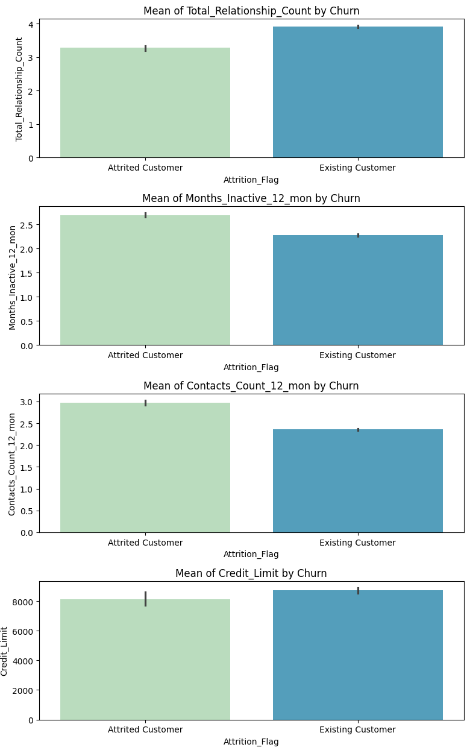 Mean of Total_Relationship_Count by Churn
Total_Relationship_Count
4
3
2
1
0
Attrited Customer Existing Customer
Attrition_Flag
Mean of Months_Inactive_12_mon by Churn
Months_Inactive_12_mon
2.5
2.0
1.5
1.0
0.5
0.0
Attrited Customer Existing Customer
Attrition_Flag
Mean of Contacts_Count_12_mon by Churn
Contacts_Count_12_mon
3.0
2.5
2.0
1.5
1.0
0.5
0.0
Attrited Customer Existing Customer
Attrition_Flag
Mean of Credit_Limit by Churn
Credit_Limit
8000
6000
4000
2000
0
Attrited Customer Existing Customer
Attrition_Flag